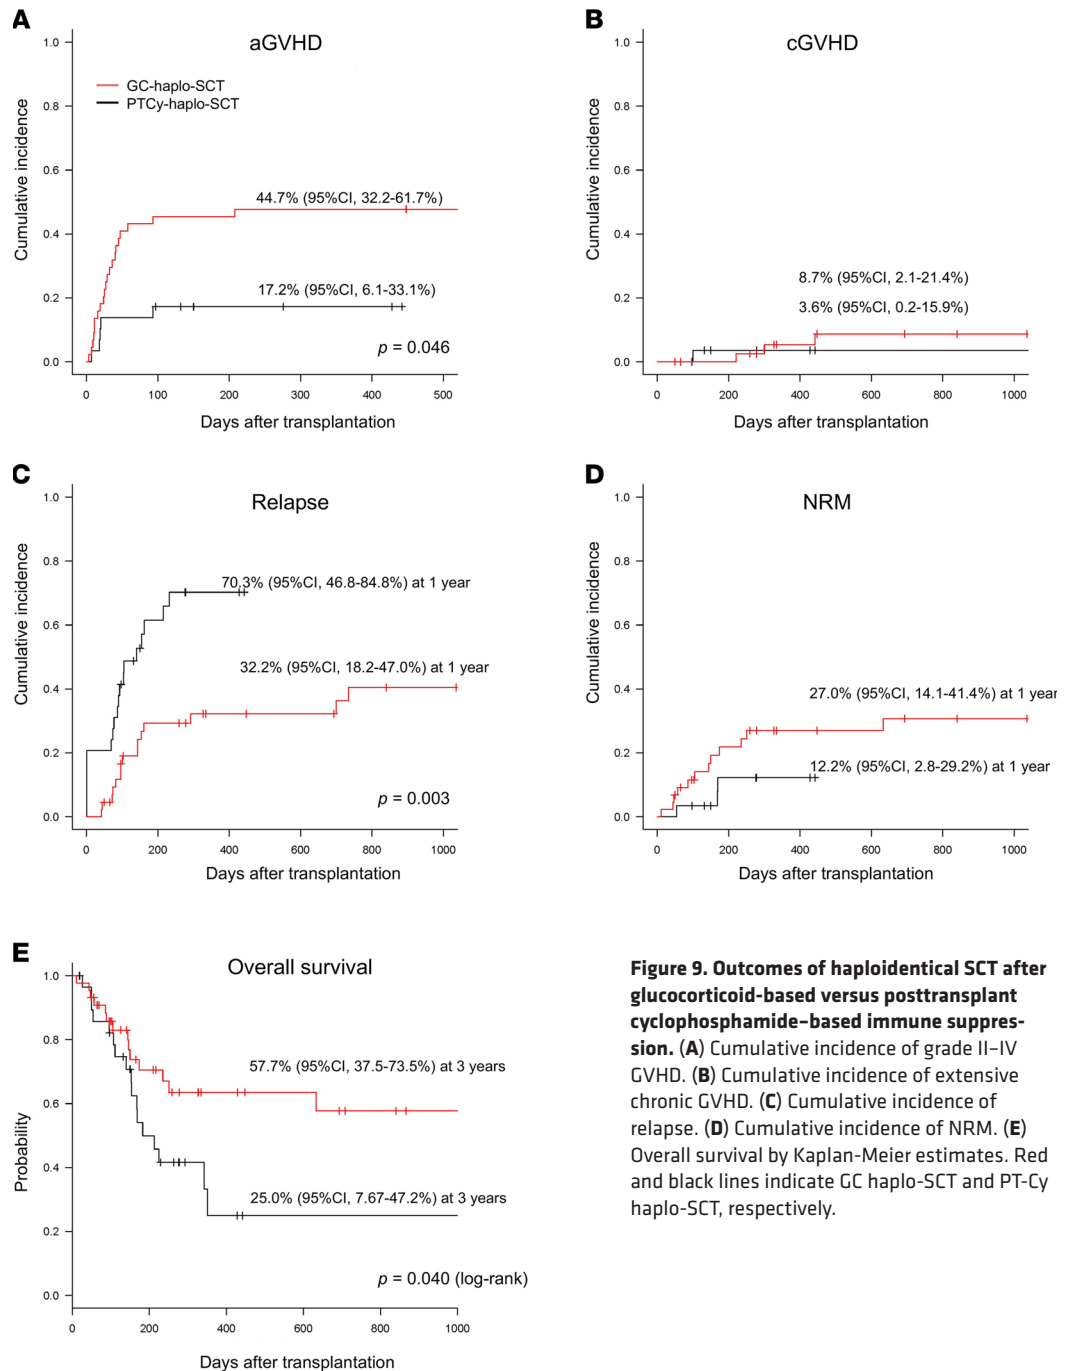 A
aGVHD
GC-haplo-SCT
PTCy-haplo-SCT
Cumulative incidence
1.0
0.8
0.6
0.4
0.2
0.0
44.7% (95%CI, 32.2-61.7%)
17.2% (95%CI, 6.1-33.1%)
p = 0.046
0 100 200 300 400 500
Days after transplantation
B
cGVHD
Cumulative incidence
1.0
0.8
0.6
0.4
0.2
0.0
8.7% (95%CI, 2.1-21.4%)
3.6% (95%CI, 0.2-15.9%)
0 200 400 600 800 1000
Days after transplantation
C
Relapse
Cumulative incidence
1.0
0.8
0.6
0.4
0.2
0.0
70.3% (95%CI, 46.8-84.8%) at 1 year
32.2% (95%CI, 18.2-47.0%) at 1 year
p = 0.003
0 200 400 600 800 1000
Days after transplantation
D
NRM
Cumulative incidence
1.0
0.8
0.6
0.4
0.2
0.0
27.0% (95%CI, 14.1-41.4%) at 1 year
12.2% (95%CI, 2.8-29.2%) at 1 year
0 200 400 600 800 1000
Days after transplantation
E
Overall survival
Probability
1.0
0.8
0.6
0.4
0.2
0.0
57.7% (95%CI, 37.5-73.5%) at 3 years
25.0% (95%CI, 7.67-47.2%) at 3 years
p = 0.040 (log-rank)
0 200 400 600 800 1000
Days after transplantation
Figure 9. Outcomes of haploidentical SCT after
glucocorticoid-based versus posttransplant
cyclophosphamide–based immune suppres-
sion. (A) Cumulative incidence of grade II–IV
GVHD. (B) Cumulative incidence of extensive
chronic GVHD. (C) Cumulative incidence of
relapse. (D) Cumulative incidence of NRM. (E)
Overall survival by Kaplan-Meier estimates. Red
and black lines indicate GC haplo-SCT and PT-Cy
haplo-SCT, respectively.